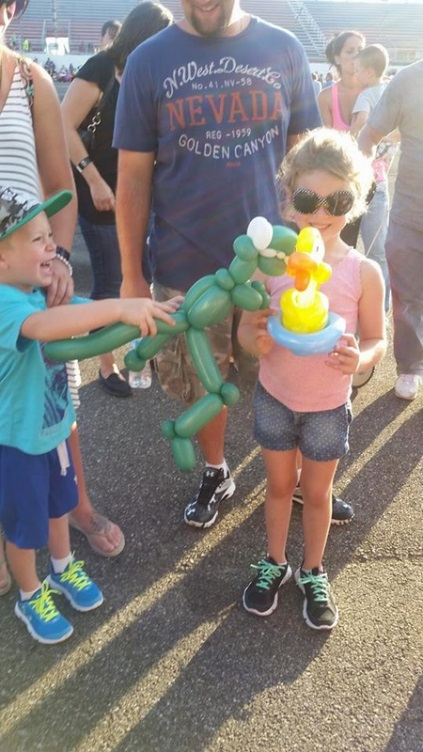 N.West.DesertCo
No.41.NV-58
NEVADA
REG -1959
GOLDEN CANYON